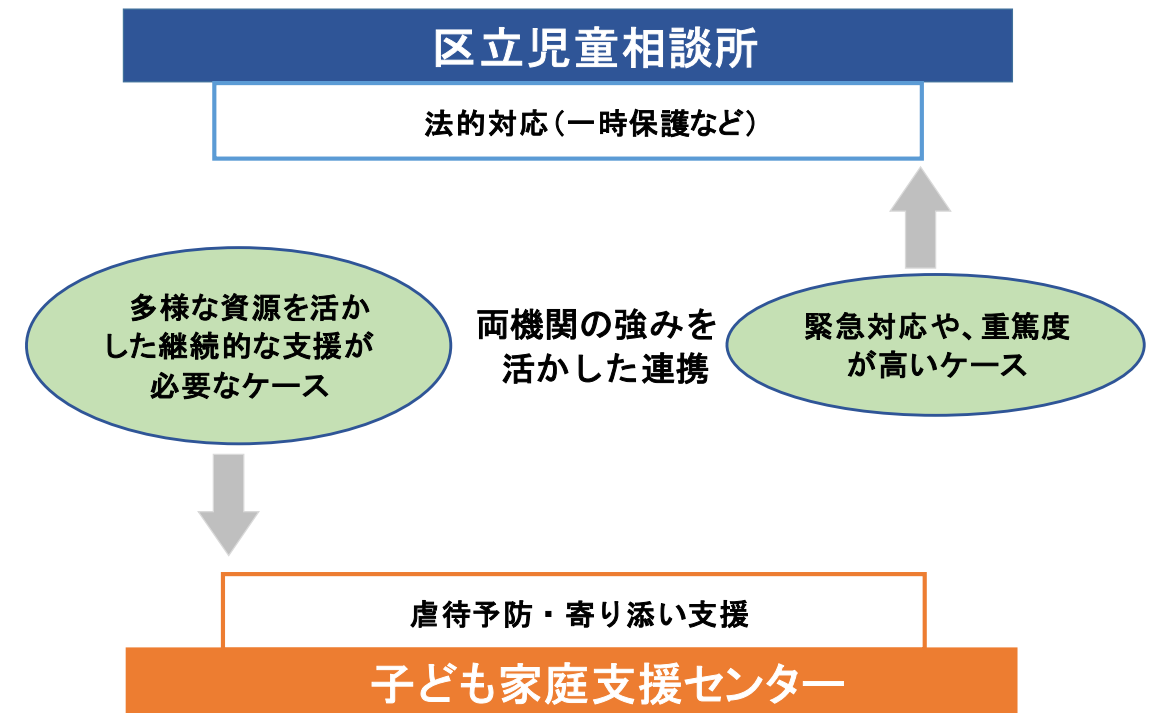 区立児童相談所
法的対応（一時保護など）
多様な資源を活か
した継続的な支援が
必要なケース
両機関の強みを
活かした連携
緊急対応や、重篤度
が高いケース
虐待予防・寄り添い支援
子ども家庭支援センター